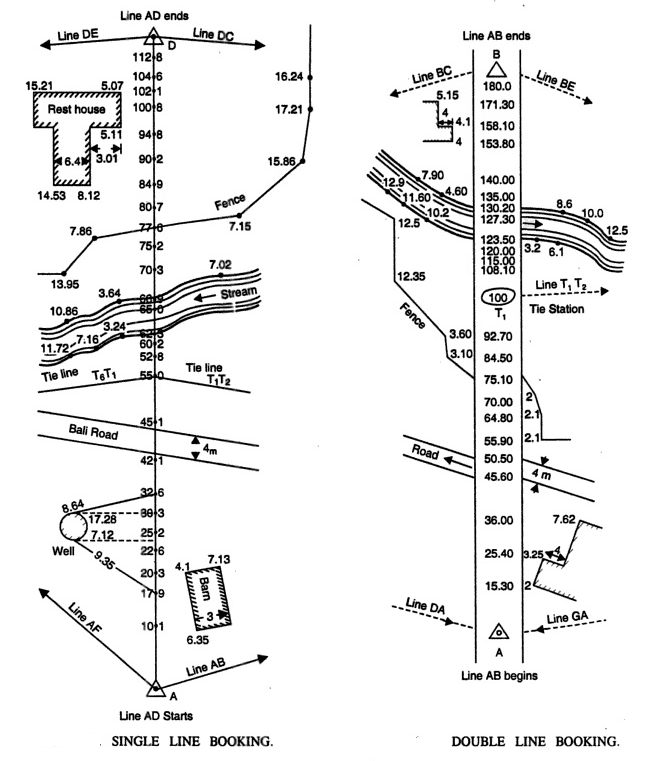 Line AD ends
Line DE
Line DC
D
112 8
104 6
102 1
100 8
94 8
90 2
84 9
80 7
77 6
75 2
70 3
66 9
65 0
62 3
60 2
52 8
55 0
45 1
42 1
32 6
30 3
25 2
22 6
20 3
17 9
10 1
15.21
5.07
Rest house
5.11
3.01
6.4
14.53
8.12
16.24
17.21
15.86
Fence
7.15
7.86
13.95
7.02
3.64
Stream
10.86
3.24
7.16
11.72
Tie line
T6T1
Tie line
T1T2
Bali Road
4m
8.64
17.28
7.12
Well
9.35
4.1
7.13
Barn
3
6.35
Line AF
Line AB
A
Line AD Starts
SINGLE LINE BOOKING.
Line AB ends
B
Line BC
Line BE
180.0
171.30
158.10
153.80
140.00
135.00
130.20
127.30
123.50
120.00
115.00
108.10
100
T1
92.70
84.50
75.10
70.00
64.80
55.90
50.50
45.60
36.00
25.40
15.30
5.15
4
4.1
4
7.90
4.60
12.9
11.60
10.2
12.5
8.6
10.0
12.5
3.2
6.1
12.35
Line T1 T2
Tie Station
Fence
3.60
3.10
2
2.1
2.1
Road
4 m
7.62
3.25
4
2
Line DA
Line GA
A
Line AB begins
DOUBLE LINE BOOKING.